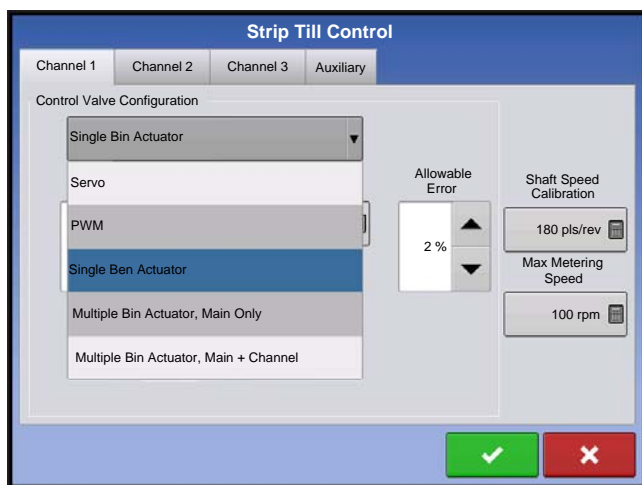 Strip Till Control
Channel 1
Channel 2
Channel 3
Auxiliary
Control Valve Configuration
Single Bin Actuator
Servo
PWM
Single Ben Actuator
Multiple Bin Actuator, Main Only
Multiple Bin Actuator, Main + Channel
Allowable
Error
2 %
Shaft Speed
Calibration
180 pls/rev
Max Metering
Speed
100 rpm